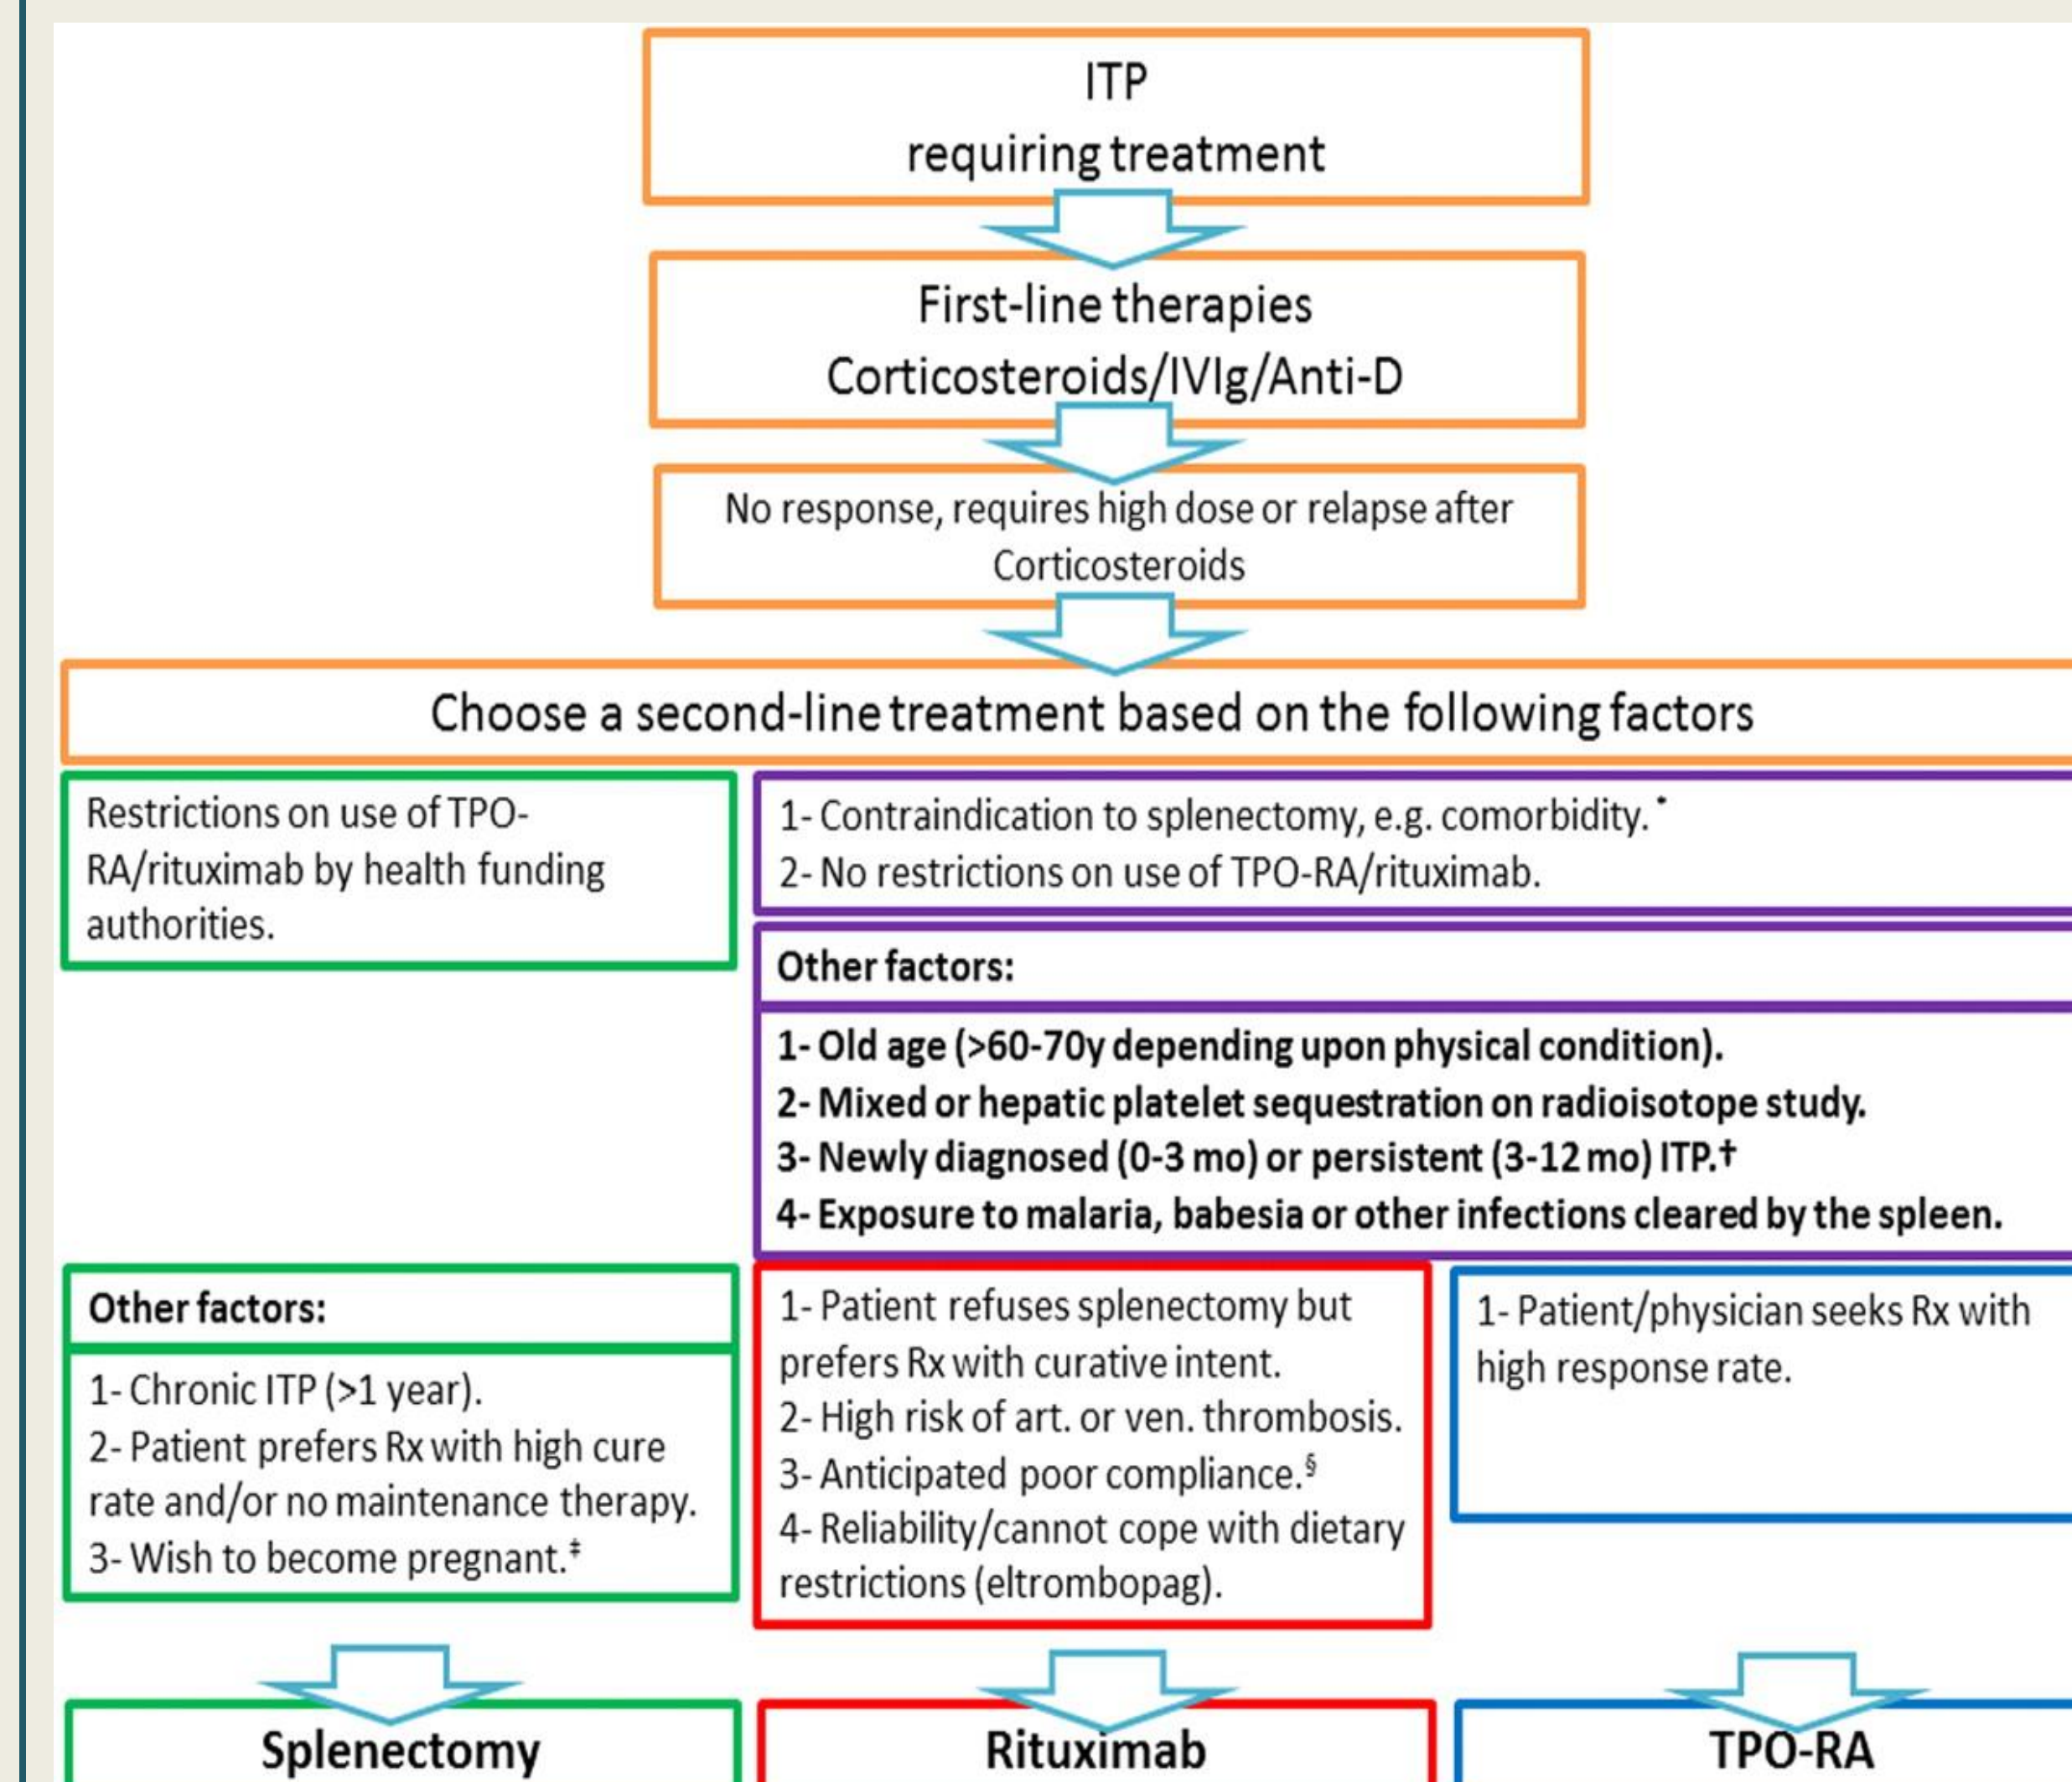 ITP
requiring treatment
First-line therapies
Corticosteroids/IVIg/Anti-D
No response, requires high dose or relapse after
Corticosteroids
Choose a second-line treatment based on the following factors
Restrictions on use of TPO-
RA/rituximab by health funding
authorities.
1- Contraindication to splenectomy, e.g. comorbidity.*
2- No restrictions on use of TPO-RA/rituximab.
Other factors:
1- Old age (>60-70y depending upon physical condition).
2- Mixed or hepatic platelet sequestration on radioisotope study.
3- Newly diagnosed (0-3 mo) or persistent (3-12 mo) ITP.†
4- Exposure to malaria, babesia or other infections cleared by the spleen.
Other factors:
1- Chronic ITP (>1 year).
2- Patient prefers Rx with high cure
rate and/or no maintenance therapy.
3- Wish to become pregnant.‡
1- Patient refuses splenectomy but
prefers Rx with curative intent.
2- High risk of art. or ven. thrombosis.
3- Anticipated poor compliance.§
4- Reliability/cannot cope with dietary
restrictions (eltrombopag).
1- Patient/physician seeks Rx with
high response rate.
Splenectomy
Rituximab
TPO-RA